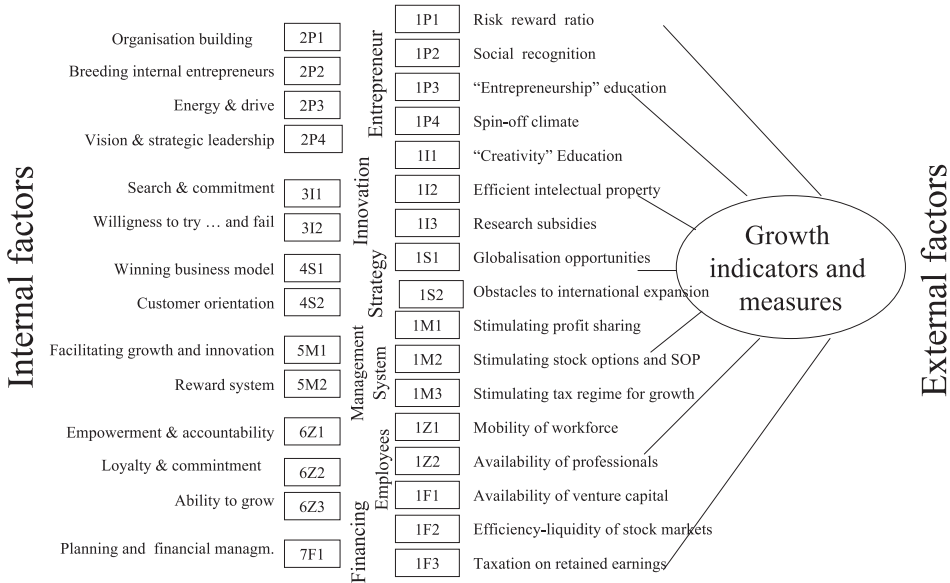 Internal factors
Organisation building 2P1
Breeding internal entrepreneurs 2P2
Energy & drive 2P3
Vision & strategic leadership 2P4
Search & commitment 3I1
Willigness to try … and fail 3I2
Winning business model 4S1
Customer orientation 4S2
Facilitating growth and innovation 5M1
Reward system 5M2
Empowerment & accountability 6Z1
Loyalty & commintment 6Z2
Ability to grow 6Z3
Planning and financial managm. 7F1
Entrepreneur
Innovation
Strategy
Management
System
Employees
Financing
1P1 Risk reward ratio
1P2 Social recognition
1P3 “Entrepreneurship” education
1P4 Spin-off climate
1I1 “Creativity” Education
1I2 Efficient intelectual property
1I3 Research subsidies
1S1 Globalisation opportunities
1S2 Obstacles to international expansion
1M1 Stimulating profit sharing
1M2 Stimulating stock options and SOP
1M3 Stimulating tax regime for growth
1Z1 Mobility of workforce
1Z2 Availability of professionals
1F1 Availability of venture capital
1F2 Efficiency-liquidity of stock markets
1F3 Taxation on retained earnings
Growth
indicators and
measures
External factors